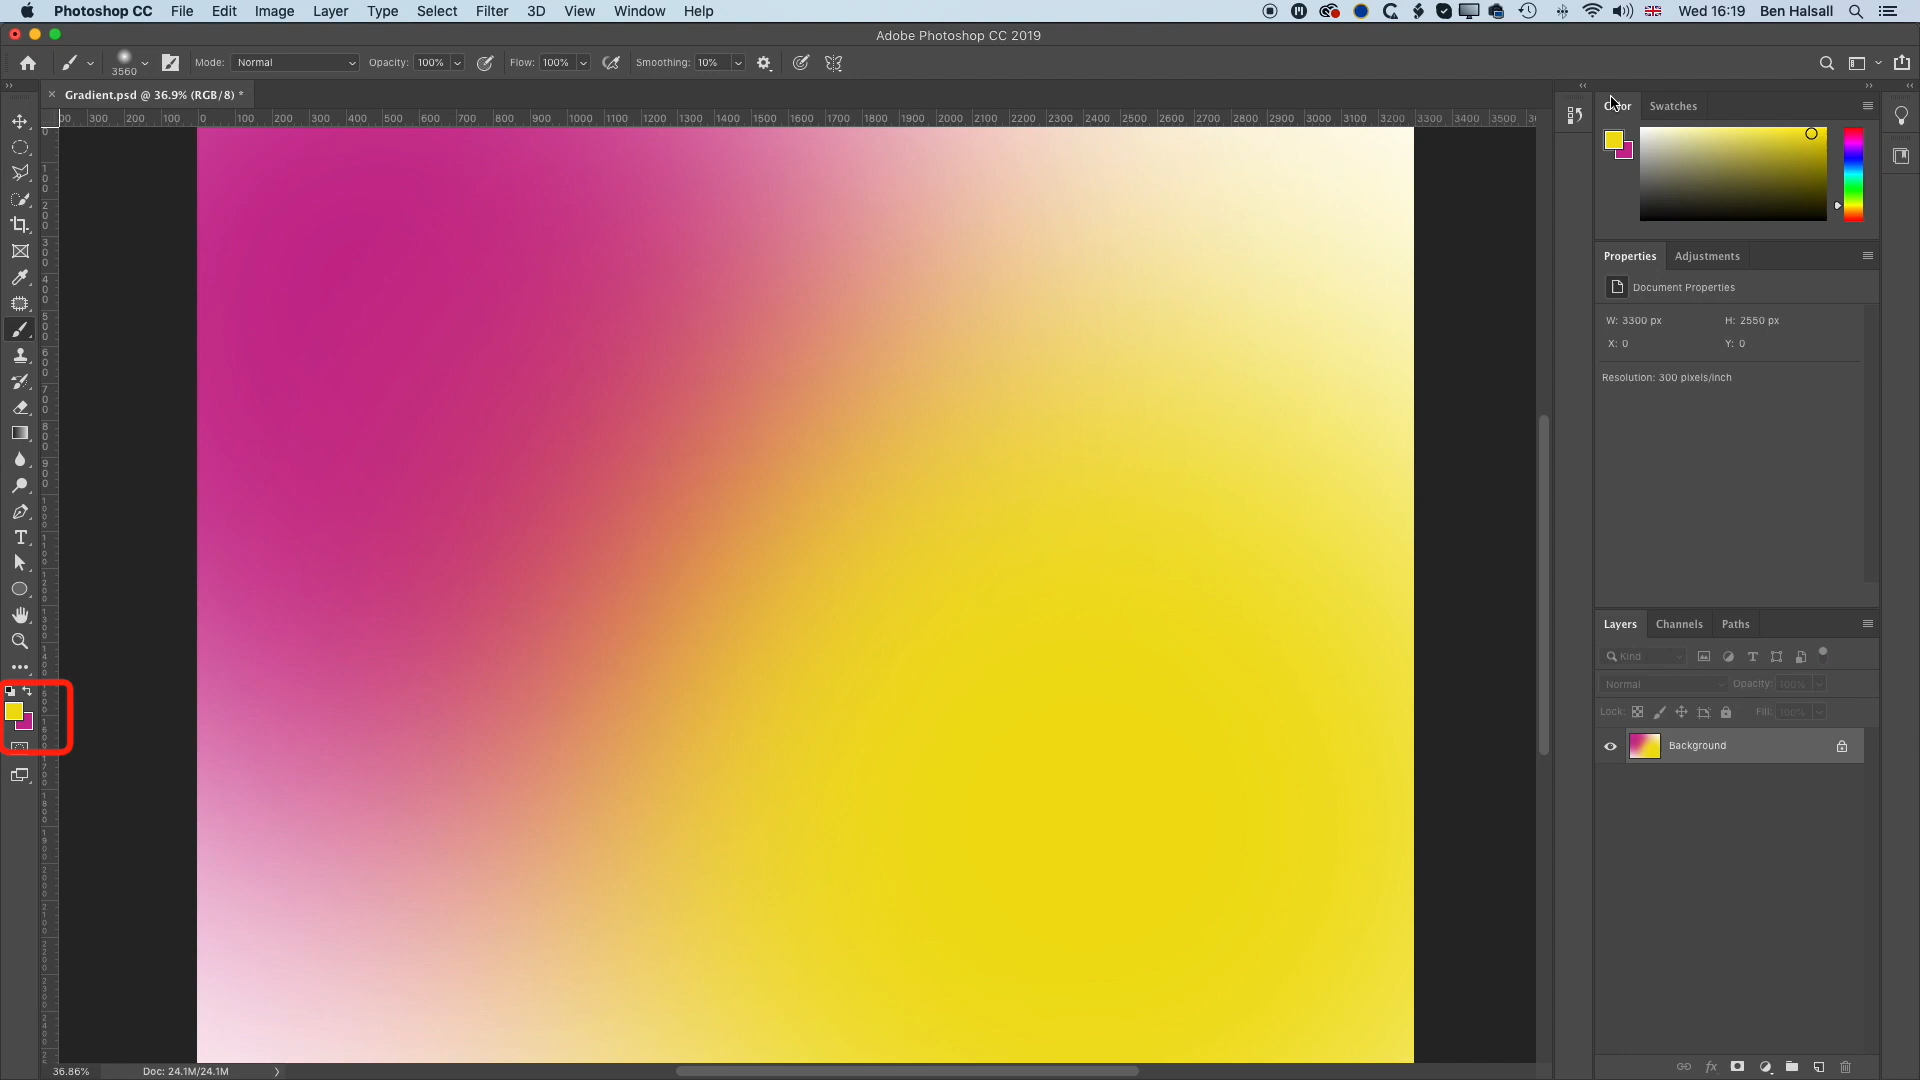 Photoshop CC File Edit Image Layer Type Select Filter 3D View Window Help Wed 16:19 Ben Halsall
Adobe Photoshop CC 2019
3560 Mode: Normal Opacity: 100% Flow: 100% Smoothing: 10%
Gradient.psd @ 36.9% (RGB/8) *
00 300 200 100 0 100 200 300 400 500 600 700 800 900 1000 1100 1200 1300 1400 1500 1600 1700 1800 1900 2000 2100 2200 2300 2400 2500 2600 2700 2800 2900 3000 3100 3200 3300 3400 3500
Color Swatches
Properties Adjustments
Document Properties
W: 3300 px H: 2550 px
X: 0 Y: 0
Resolution: 300 pixels/inch
Layers Channels Paths
Kind
Normal Opacity: 100%
Lock: Fill: 100%
Background
36.86% Doc: 24.1M/24.1M